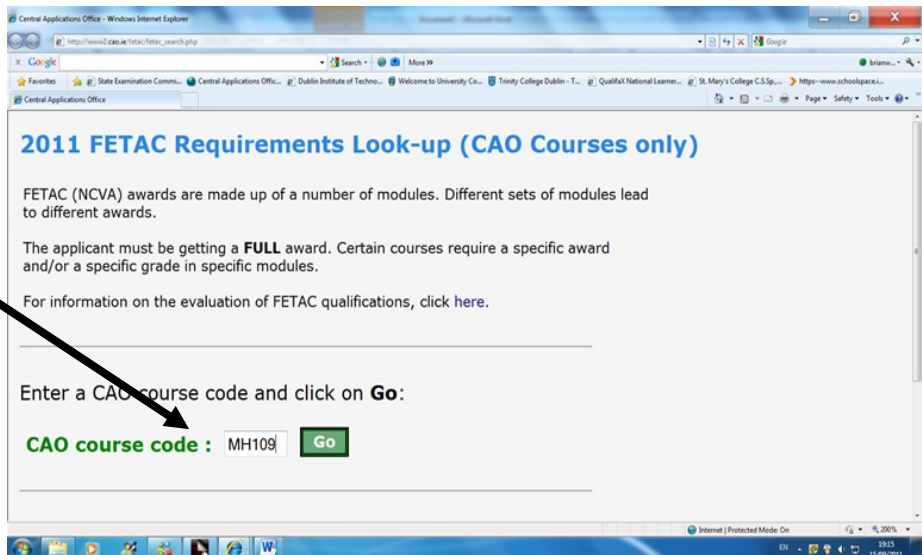 Central Applications Office - Windows Internet Explorer
http://www2.cao.ie/fetac/fetac_search.php
Google
x Google Search More >> brianw...
Favorites State Examination Commi... Central Applications Offic... Dublin Institute of Techno... Welcome to University Co... Trinity College Dublin - T... QualifaX National Learner... St. Mary's College C.S.Sp,... https--www.schoolspace.i...
Central Applications Office Page Safety Tools
2011 FETAC Requirements Look-up (CAO Courses only)
FETAC (NCVA) awards are made up of a number of modules. Different sets of modules lead
to different awards.
The applicant must be getting a FULL award. Certain courses require a specific award
and/or a specific grade in specific modules.
For information on the evaluation of FETAC qualifications, click here.
Enter a CAO course code and click on Go:
CAO course code : MH109 Go
Internet | Protected Mode: On 200%
EN 19:15
15/09/2011